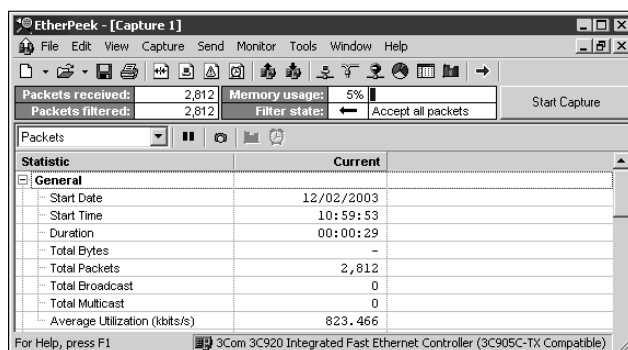 EtherPeek - [Capture 1]
File Edit View Capture Send Monitor Tools Window Help
Packets received: 2,812 Memory usage: 5%
Packets filtered: 2,812 Filter state: Accept all packets
Start Capture
Packets
Statistic Current
General
Start Date 12/02/2003
Start Time 10:59:53
Duration 00:00:29
Total Bytes -
Total Packets 2,812
Total Broadcast 0
Total Multicast 0
Average Utilization (kbits/s) 823.466
For Help, press F1 3Com 3C920 Integrated Fast Ethernet Controller (3C905C-TX Compatible)